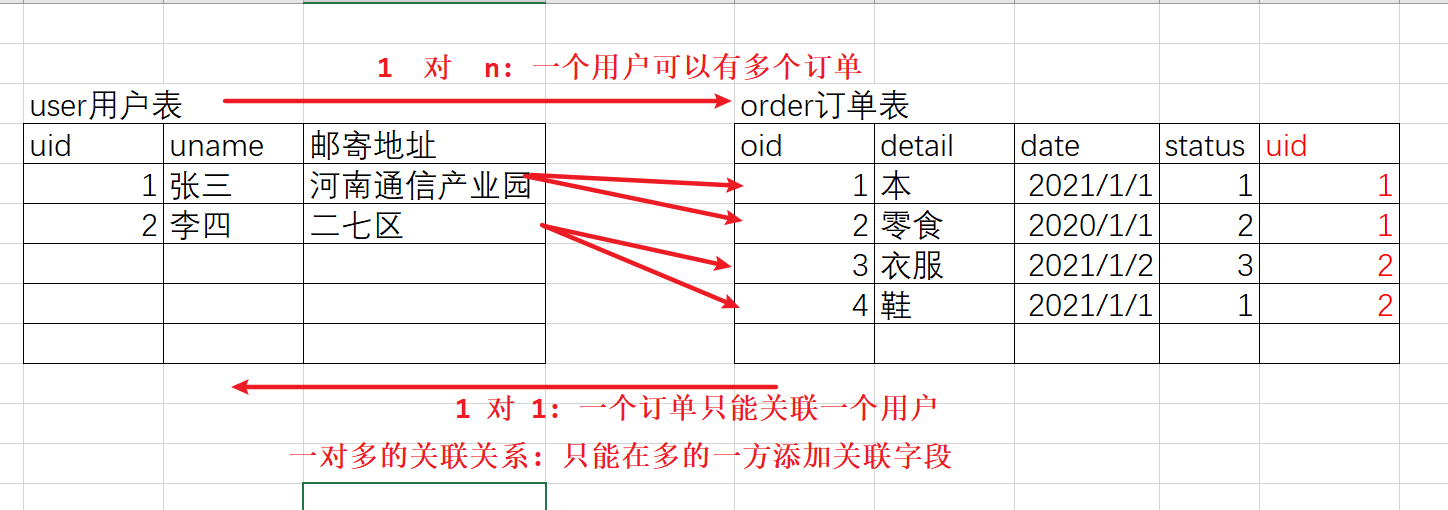 1 对 n: 一个用户可以有多个订单
user用户表 order订单表
uid uname 邮寄地址 oid detail date status uid
1 张三 河南通信产业园 1 本 2021/1/1 1 1
2 李四 二七区 2 零食 2020/1/1 2 1
3 衣服 2021/1/2 3 2
4 鞋 2021/1/1 1 2
1 对 1: 一个订单只能关联一个用户
一对多的关联关系: 只能在多的一方添加关联字段